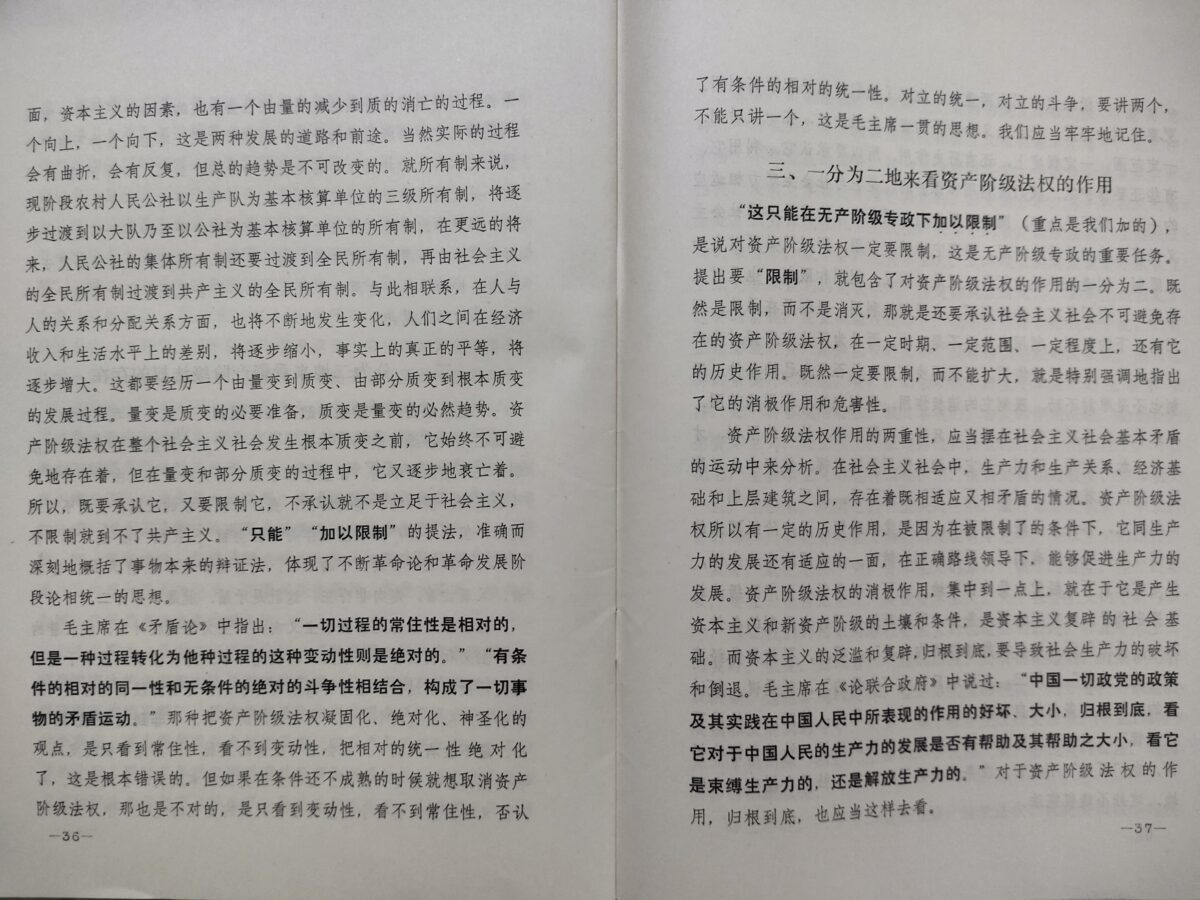 面，资本主义的因素，也有一个由量的减少到质的消亡的过程。一
个向上，一个向下，这是两种发展的道路和前途。当然实际的过程
会有曲折，会有反复，但总的趋势是不可改变的。就所有制来说，
现阶段农村人民公社以生产队为基本核算单位的三级所有制，将逐
步过渡到以大队乃至以公社为基本核算单位的所有制，在更远的将
来，人民公社的集体所有制还要过渡到全民所有制，再由社会主义
的全民所有制过渡到共产主义的全民所有制。与此相联系，在人与
人的关系和分配关系方面，也将不断地发生变化，人们之间在经济
收入和生活水平上的差别，将逐步缩小，事实上的真正的平等，将
逐步增大。这都要经历一个由量变到质变、由部分质变到根本质变
的发展过程。量变是质变的必要准备，质变是量变的必然趋势。资
产阶级法权在整个社会主义社会发生根本质变之前，它始终不可避
免地存在着，但在量变和部分质变的过程中，它又逐步地衰亡着。
所以，既要承认它，又要限制它，不承认就不是立足于社会主义，
不限制就到不了共产主义。“只能”“加以限制”的提法，准确而
深刻地概括了事物本来的辩证法，体现了不断革命论和革命发展阶
段论相统一的思想。
毛主席在《矛盾论》中指出：“一切过程的常住性是相对的，
但是一种过程转化为他种过程的这种变动性则是绝对的。”“有条
件的相对的同一性和无条件的绝对的斗争性相结合，构成了一切事
物的矛盾运动。”那种把资产阶级法权凝固化、绝对化、神圣化的
观点，是只看到常住性，看不到变动性，把相对的统一性绝对化
了，这是根本错误的。但如果在条件还不成熟的时候就想取消资产
阶级法权，那也是不对的，是只看到变动性，看不到常住性，否认
—36—
了有条件的相对的统一性。对立的统一，对立的斗争，要讲两个，
不能只讲一个，这是毛主席一贯的思想。我们应当牢牢地记住。
三、一分为二地来看资产阶级法权的作用
“这只能在无产阶级专政下加以限制”（重点是我们加的），
是说对资产阶级法权一定要限制，这是无产阶级专政的重要任务。
提出要“限制”，就包含了对资产阶级法权的作用的一分为二。既
然是限制，而不是消灭，那就是还要承认社会主义社会不可避免存
在的资产阶级法权，在一定时期、一定范围、一定程度上，还有它
的历史作用。既然一定要限制，而不能扩大，就是特别强调地指出
了它的消极作用和危害性。
资产阶级法权作用的两重性，应当摆在社会主义社会基本矛盾
的运动中来分析。在社会主义社会中，生产力和生产关系、经济基
础和上层建筑之间，存在着既相适应又相矛盾的情况。资产阶级法
权所以有一定的历史作用，是因为在被限制了的条件下，它同生产
力的发展还有适应的一面，在正确路线领导下，能够促进生产力的
发展。资产阶级法权的消极作用，集中到一点上，就在于它是产生
资本主义和新资产阶级的土壤和条件，是资本主义复辟的社会基
础。而资本主义的泛滥和复辟，归根到底，要导致社会生产力的破坏
和倒退。毛主席在《论联合政府》中说过：“中国一切政党的政策
及其实践在中国人民中所表现的作用的好坏、大小，归根到底，看
它对于中国人民的生产力的发展是否有帮助及其帮助之大小，看它
是束缚生产力的，还是解放生产力的。”对于资产阶级法权的作
用，归根到底，也应当这样去看。
—37—